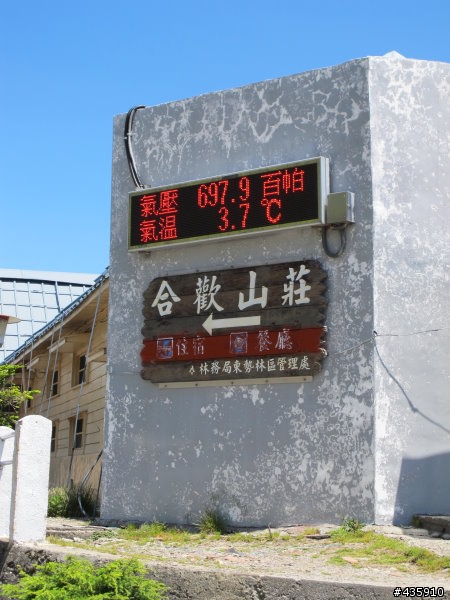 氣壓 697.9 百帕
氣溫 3.7 ℃
合歡山莊
住宿 餐廳
林務局東勢林區管理處
#435910